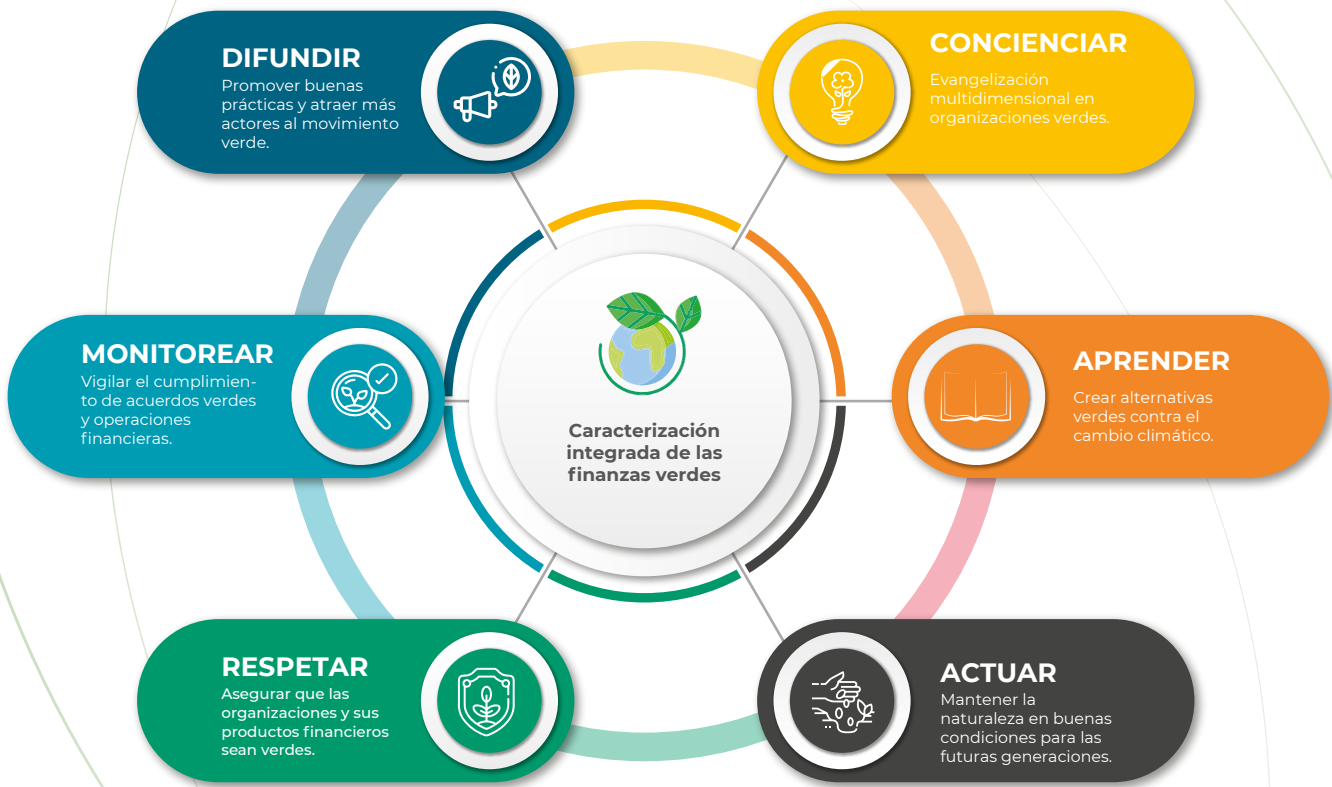 DIFUNDIR
Promover buenas
prácticas y atraer más
actores al movimiento
verde.
CONCIENCIAR
Evangelización
multidimensional en
organizaciones verdes.
MONITOREAR
Vigilar el cumplimien-
to de acuerdos verdes
y operaciones
financieras.
Caracterización
integrada de las
finanzas verdes
APRENDER
Crear alternativas
verdes contra el
cambio climático.
RESPETAR
Asegurar que las
organizaciones y sus
productos financieros
sean verdes.
ACTUAR
Mantener la
naturaleza en buenas
condiciones para las
futuras generaciones.